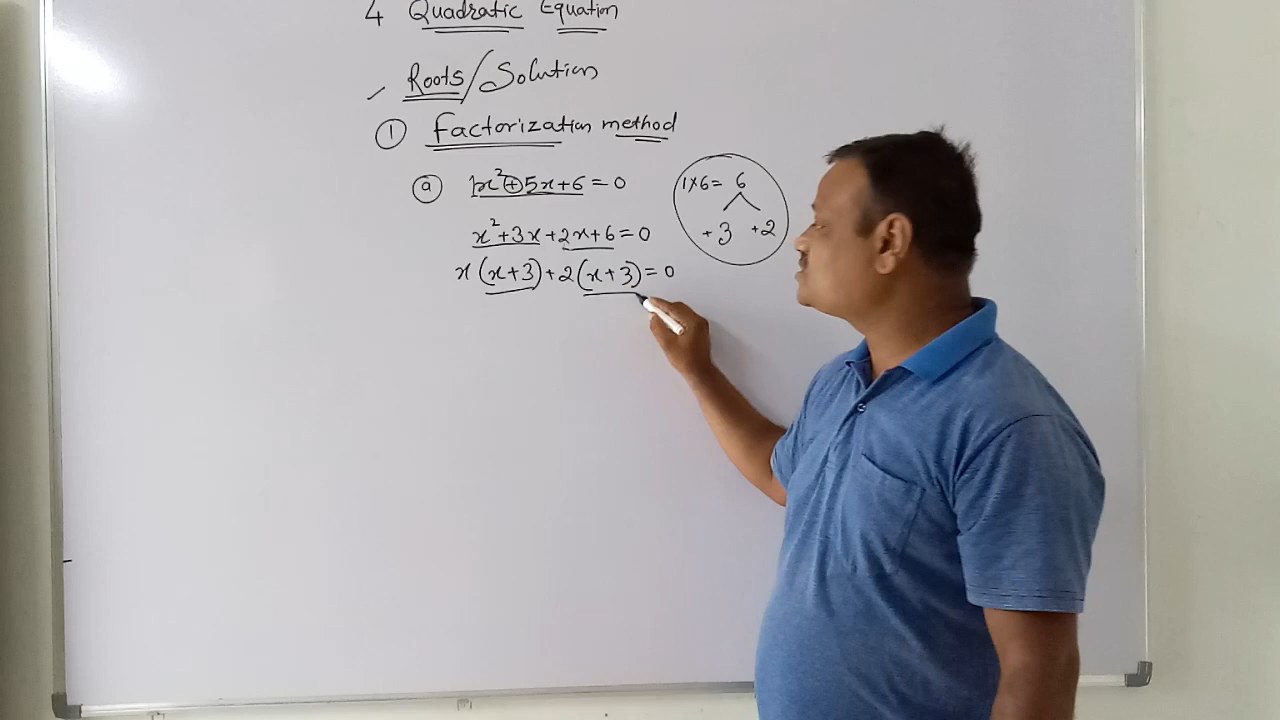 4 Quadratic Equation
Roots/Solution
① Factorization method
ⓐ 1x²+5x+6=0
x²+3x+2x+6=0
x(x+3)+2(x+3)=0
1×6= 6
+3 +2